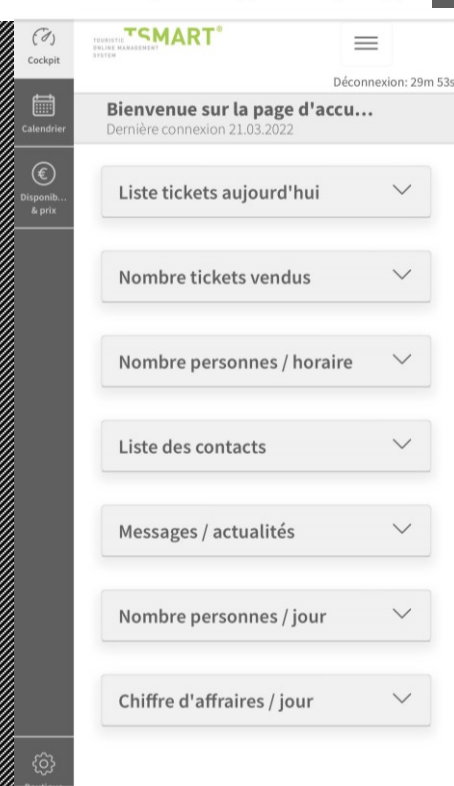 Cockpit
Calendrier
Disponib...
& prix
TOURISTIC
ONLINE MANAGEMENT
SYSTEM
TSMART®
Déconnexion: 29m 53s
Bienvenue sur la page d'accu...
Dernière connexion 21.03.2022
Liste tickets aujourd'hui
Nombre tickets vendus
Nombre personnes / horaire
Liste des contacts
Messages / actualités
Nombre personnes / jour
Chiffre d'affraires / jour